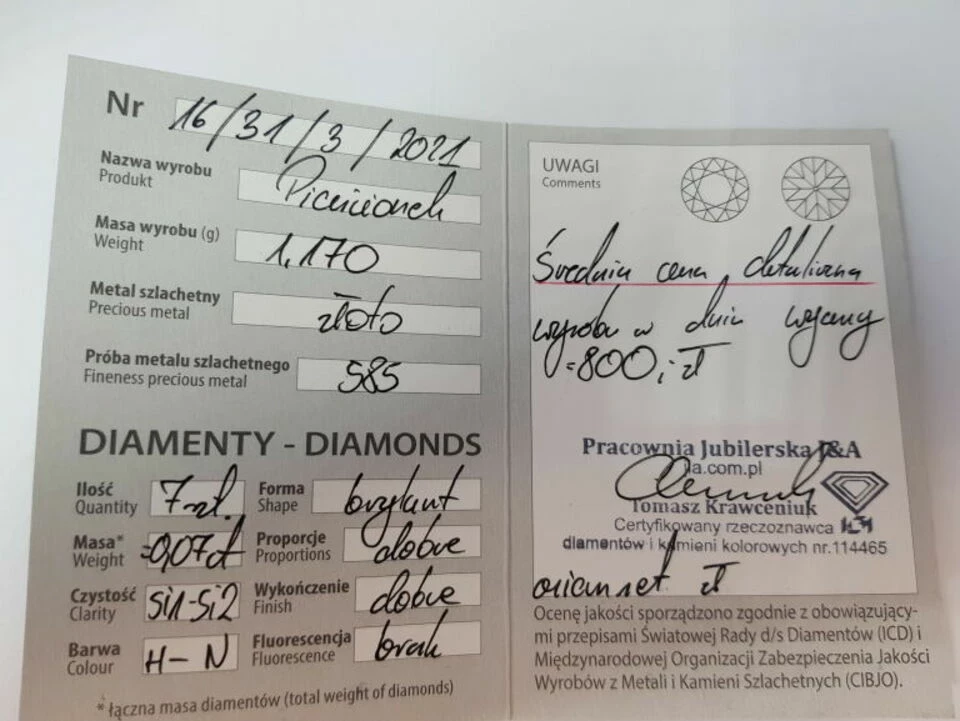 Nr 16/31/3/2021
Nazwa wyrobu Pierścionek
Produkt
Masa wyrobu (g) 1,170
Weight
Metal szlachetny złoto
Precious metal
Próba metalu szlachetnego 585
Fineness precious metal
DIAMENTY - DIAMONDS
Ilość 7 szt. Forma brylant
Quantity Shape
Masa* =0,07ct Proporcje dobre
Weight Proportions
Czystość Si1-Si2 Wykończenie dobre
Clarity Finish
Barwa H-N Fluorescencja brak
Colour Fluorescence
* łączna masa diamentów (total weight of diamonds)
UWAGI
Comments
Średnia cena detaliczna
wyrobu w dniu wyceny
=800,- zł
Pracownia Jubilerska J&A
.com.pl
Tomasz Krawceniuk
Certyfikowany rzeczoznawca
diamentów i kamieni kolorowych nr.114465
osiemset zł
Ocenę jakości sporządzono zgodnie z obowiązujący-
mi przepisami Światowej Rady d/s Diamentów (ICD) i
Międzynarodowej Organizacji Zabezpieczenia Jakości
Wyrobów z Metali i Kamieni Szlachetnych (CIBJO).